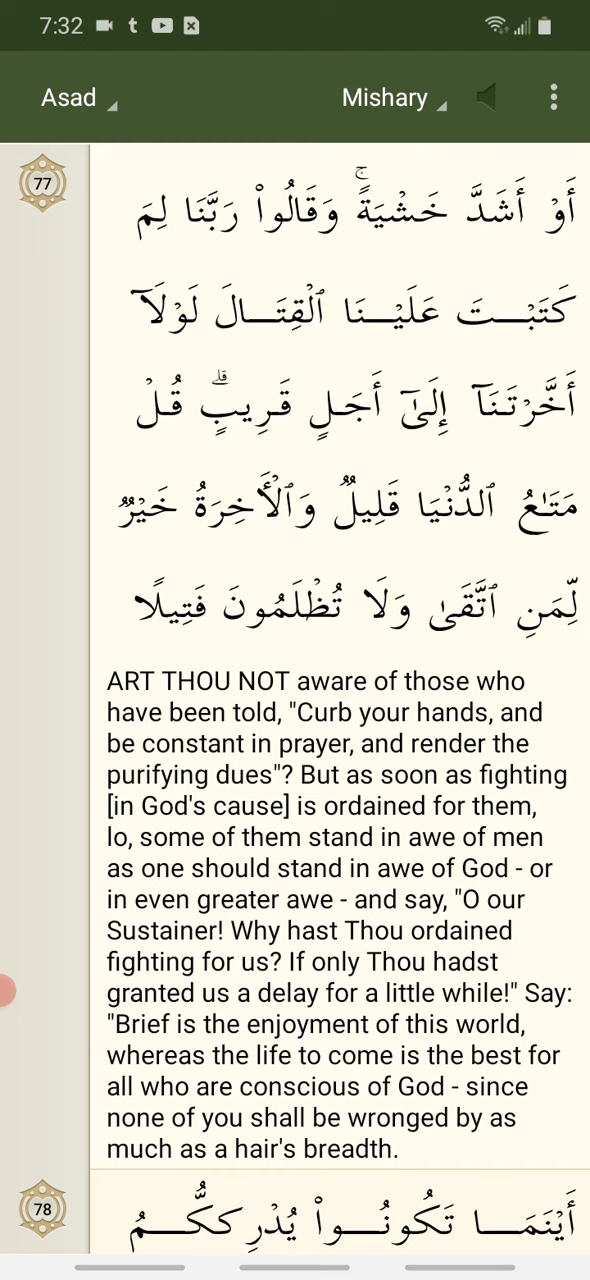 7:32
Asad
Mishary
77
أَوْ أَشَدَّ خَشْيَةً ۚ وَقَالُوا۟ رَبَّنَا لِمَ
كَتَبْتَ عَلَيْنَا ٱلْقِتَالَ لَوْلَآ
أَخَّرْتَنَآ إِلَىٰٓ أَجَلٍ قَرِيبٍ ۗ قُلْ
مَتَـٰعُ ٱلدُّنْيَا قَلِيلٌ وَٱلْأَخِرَةُ خَيْرٌ
لِّمَنِ ٱتَّقَىٰ وَلَا تُظْلَمُونَ فَتِيلًا
ART THOU NOT aware of those who
have been told, "Curb your hands, and
be constant in prayer, and render the
purifying dues"? But as soon as fighting
[in God's cause] is ordained for them,
lo, some of them stand in awe of men
as one should stand in awe of God - or
in even greater awe - and say, "O our
Sustainer! Why hast Thou ordained
fighting for us? If only Thou hadst
granted us a delay for a little while!" Say:
"Brief is the enjoyment of this world,
whereas the life to come is the best for
all who are conscious of God - since
none of you shall be wronged by as
much as a hair's breadth.
78
أَيْنَمَا تَكُونُوا۟ يُدْرِككُّمُ